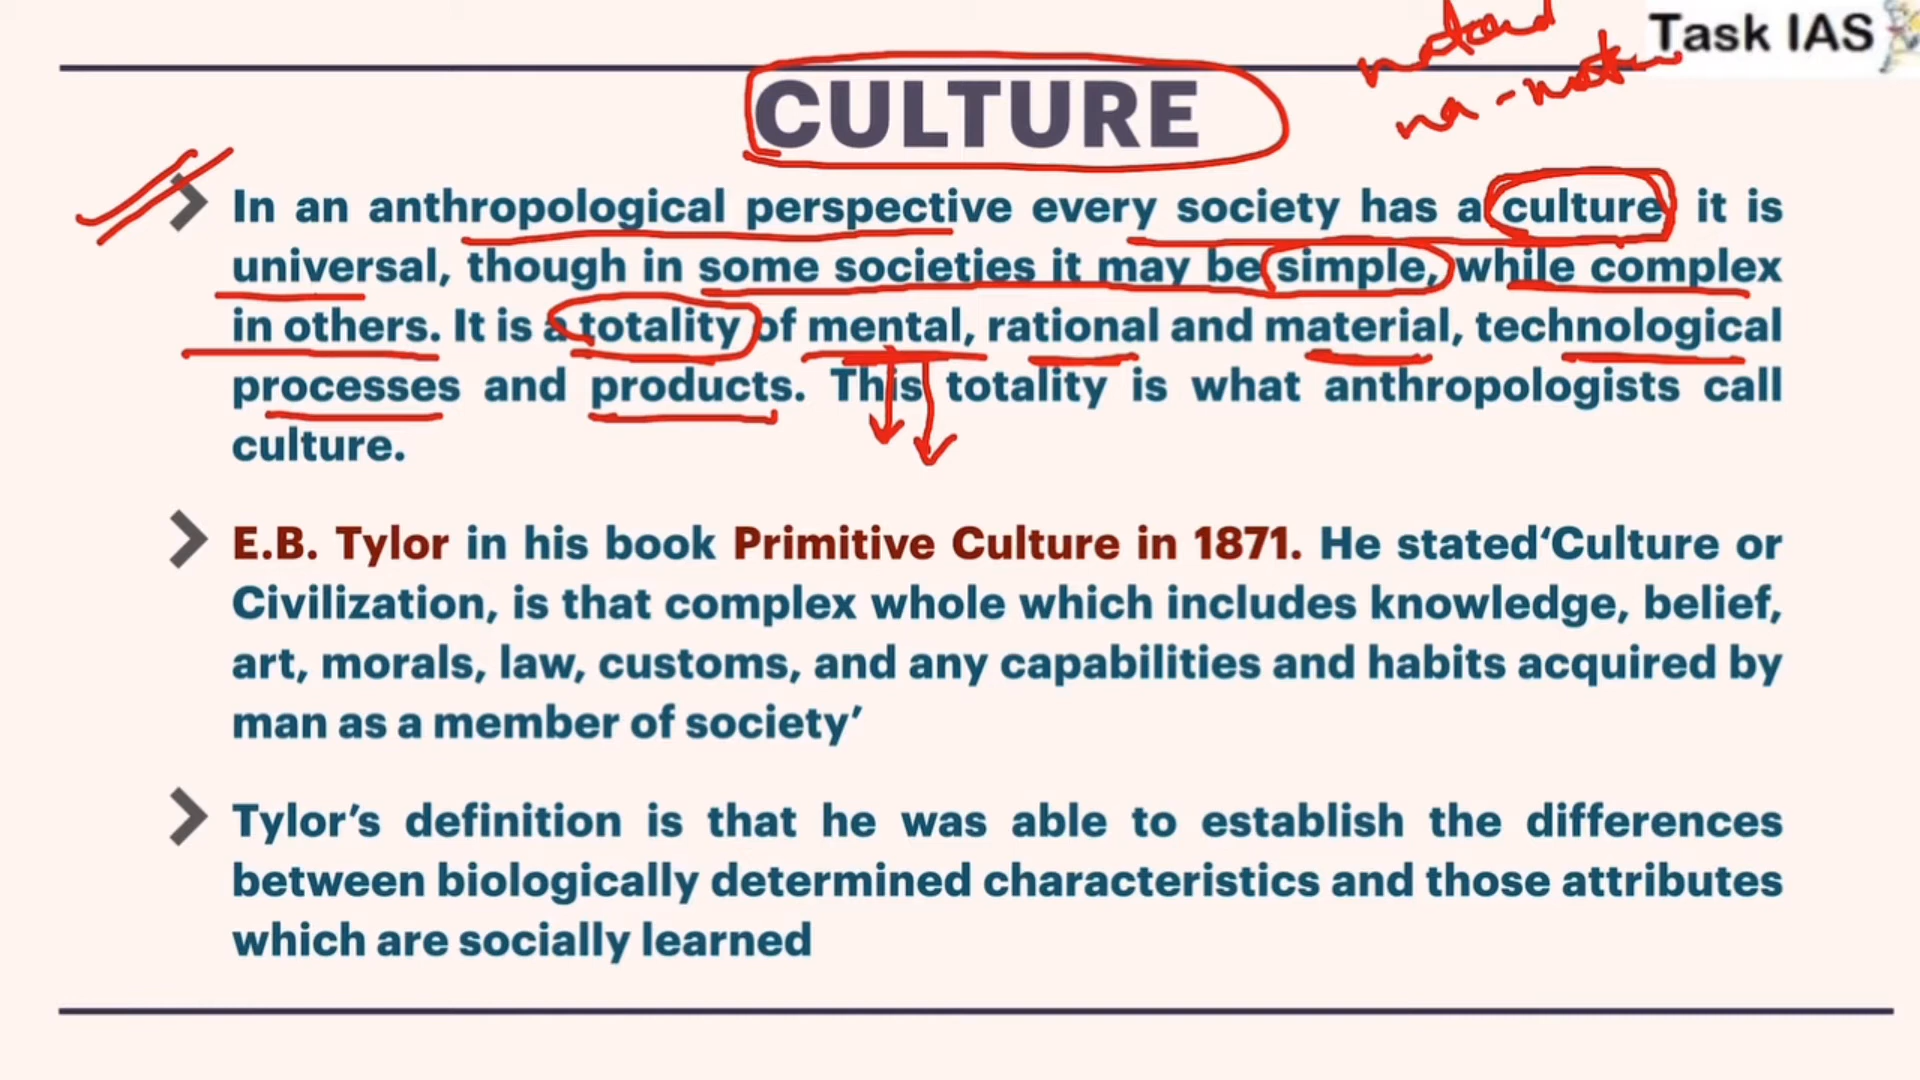 Task IAS
CULTURE
In an anthropological perspective every society has a culture it is
universal, though in some societies it may be simple, while complex
in others. It is a totality of mental, rational and material, technological
processes and products. This totality is what anthropologists call
culture.
E.B. Tylor in his book Primitive Culture in 1871. He stated‘Culture or
Civilization, is that complex whole which includes knowledge, belief,
art, morals, law, customs, and any capabilities and habits acquired by
man as a member of society’
Tylor’s definition is that he was able to establish the differences
between biologically determined characteristics and those attributes
which are socially learned